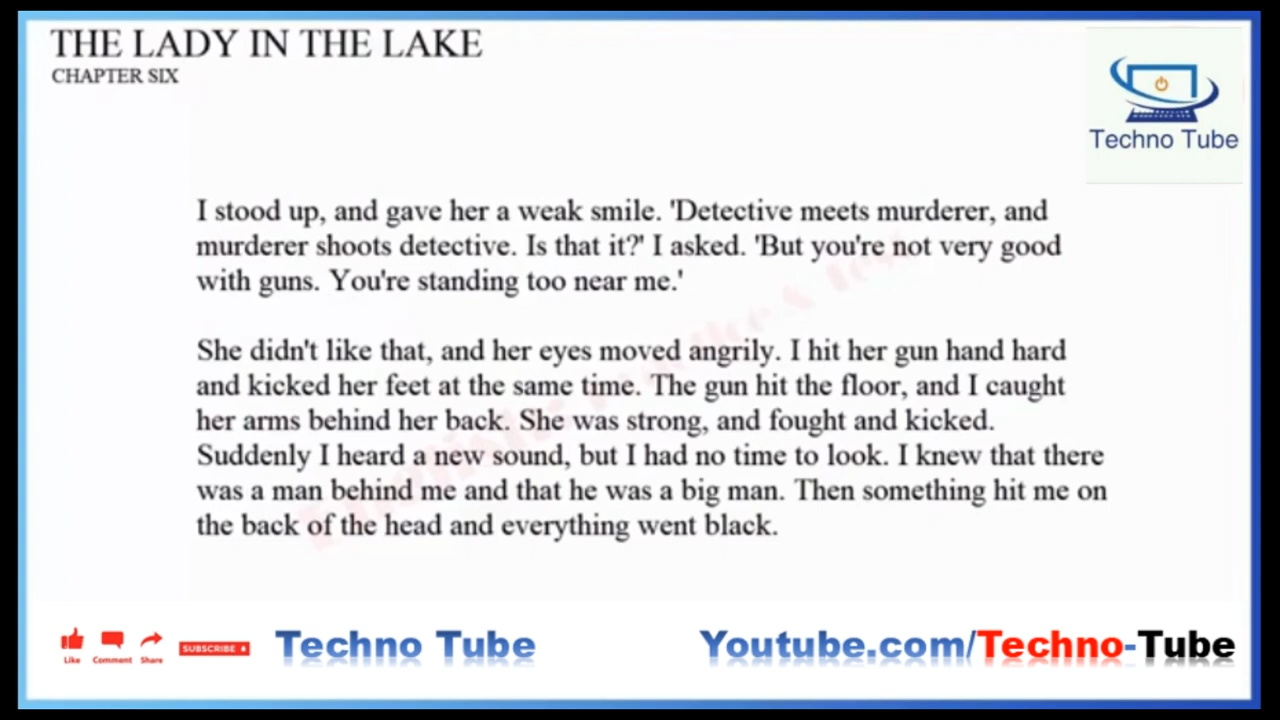 THE LADY IN THE LAKE
CHAPTER SIX
Techno Tube
I stood up, and gave her a weak smile. 'Detective meets murderer, and
murderer shoots detective. Is that it?' I asked. 'But you're not very good
with guns. You're standing too near me.'
She didn't like that, and her eyes moved angrily. I hit her gun hand hard
and kicked her feet at the same time. The gun hit the floor, and I caught
her arms behind her back. She was strong, and fought and kicked.
Suddenly I heard a new sound, but I had no time to look. I knew that there
was a man behind me and that he was a big man. Then something hit me on
the back of the head and everything went black.
Like Comment Share SUBSCRIBE Techno Tube Youtube.com/Techno-Tube